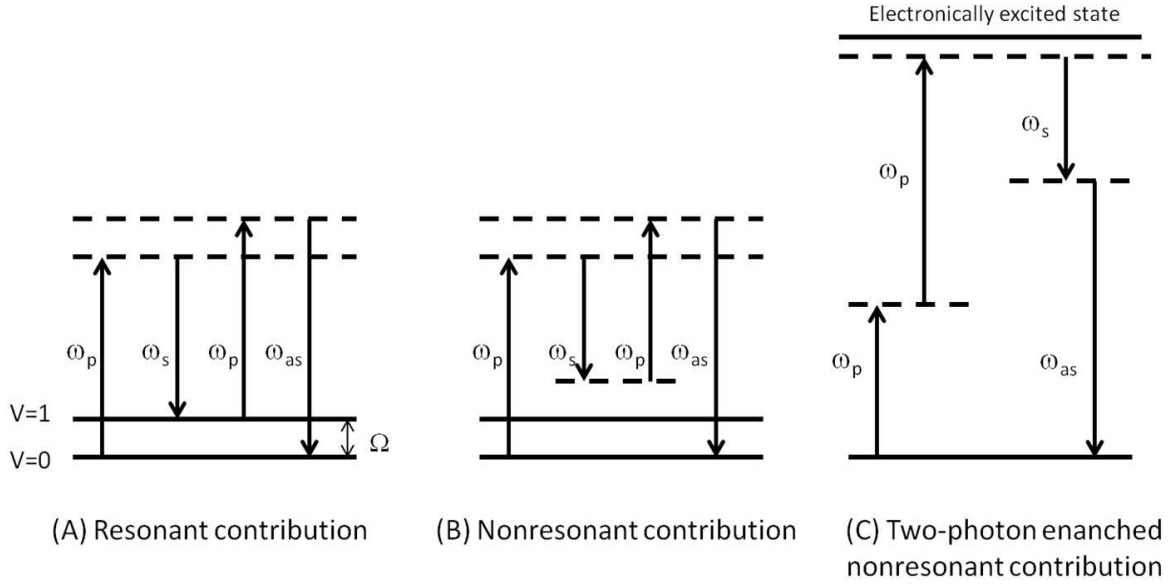 Electronically excited state
ωs
ωp
ωp ωs ωp ωas
ωp ωs ωp ωas
ωp
ωas
V=1
Ω
V=0
(A) Resonant contribution
(B) Nonresonant contribution
(C) Two-photon enanched
nonresonant contribution